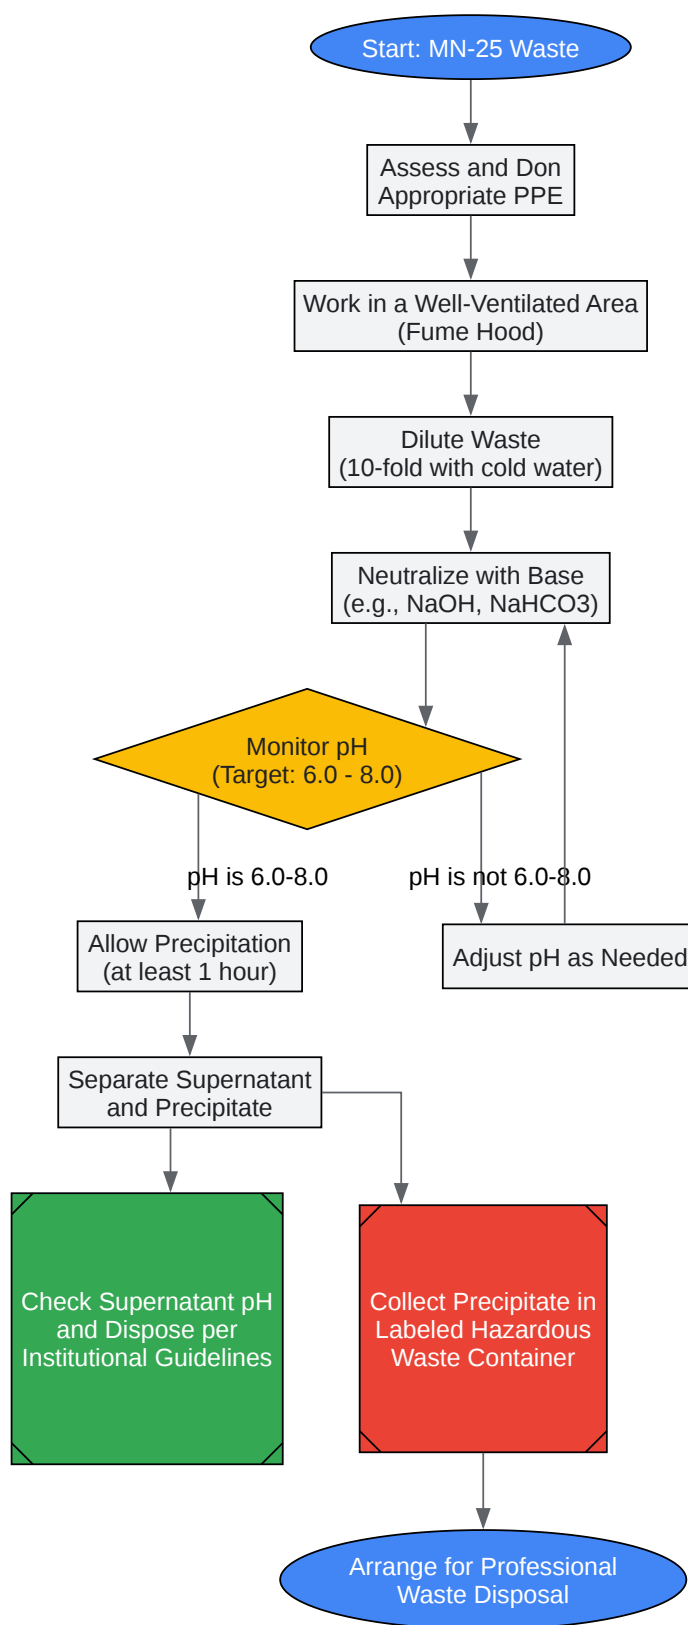 Start: MN-25 Waste
Assess and Don
Appropriate PPE
Work in a Well-Ventilated Area
(Fume Hood)
Dilute Waste
(10-fold with cold water)
Neutralize with Base
(e.g., NaOH, NaHCO3)
Monitor pH
(Target: 6.0 - 8.0)
pH is 6.0-8.0
pH is not 6.0-8.0
Allow Precipitation
(at least 1 hour)
Adjust pH as Needed
Separate Supernatant
and Precipitate
Check Supernatant pH
and Dispose per
Institutional Guidelines
Collect Precipitate in
Labeled Hazardous
Waste Container
Arrange for Professional
Waste Disposal